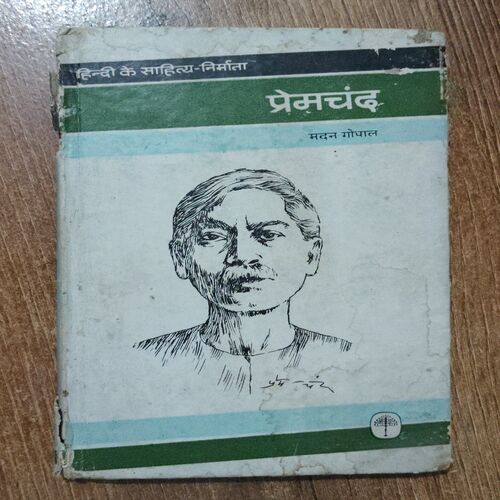 हिन्दी के साहित्य-निर्माता
प्रेमचंद
मदन गोपाल